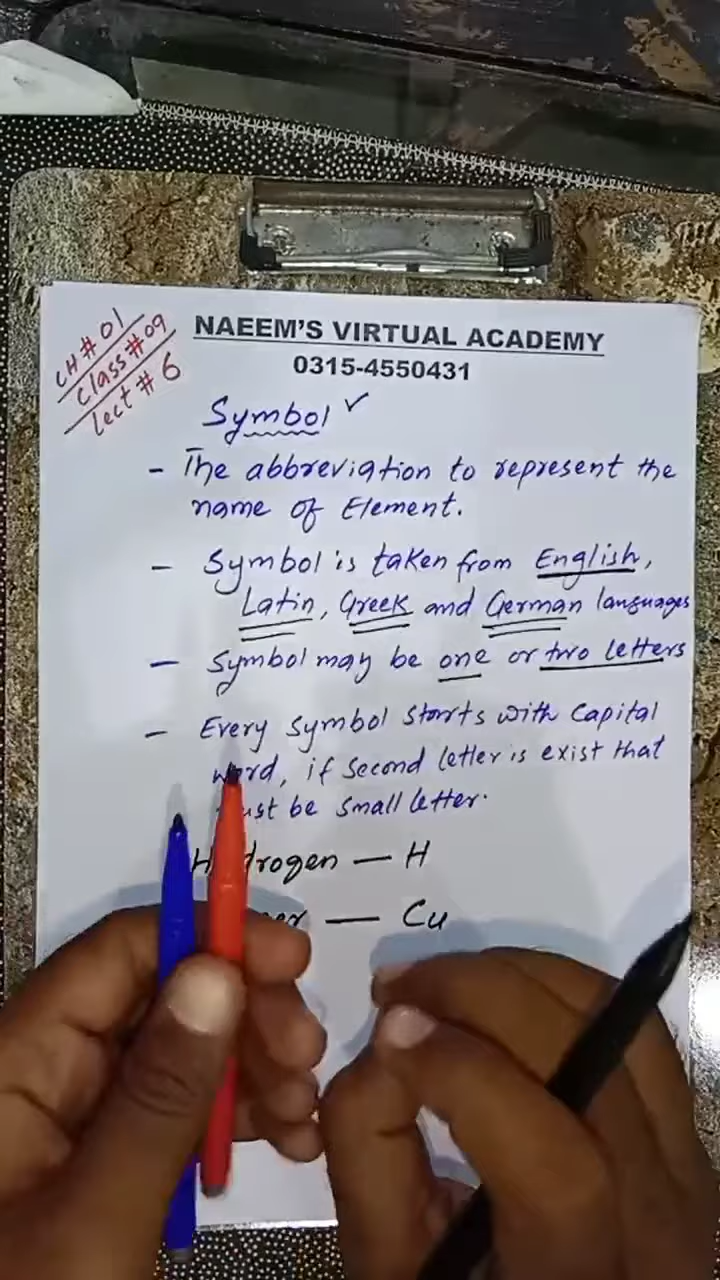 CH # 01
Class # 09
Lect # 6
NAEEM'S VIRTUAL ACADEMY
0315-4550431
Symbol ✓
- The abbreviation to represent the
name of Element.
- Symbol is taken from English,
Latin, Greek and German languages
- Symbol may be one or two letters
- Every symbol starts with capital
word, if second letter is exist that
must be small letter.
Hydrogen — H
— Cu